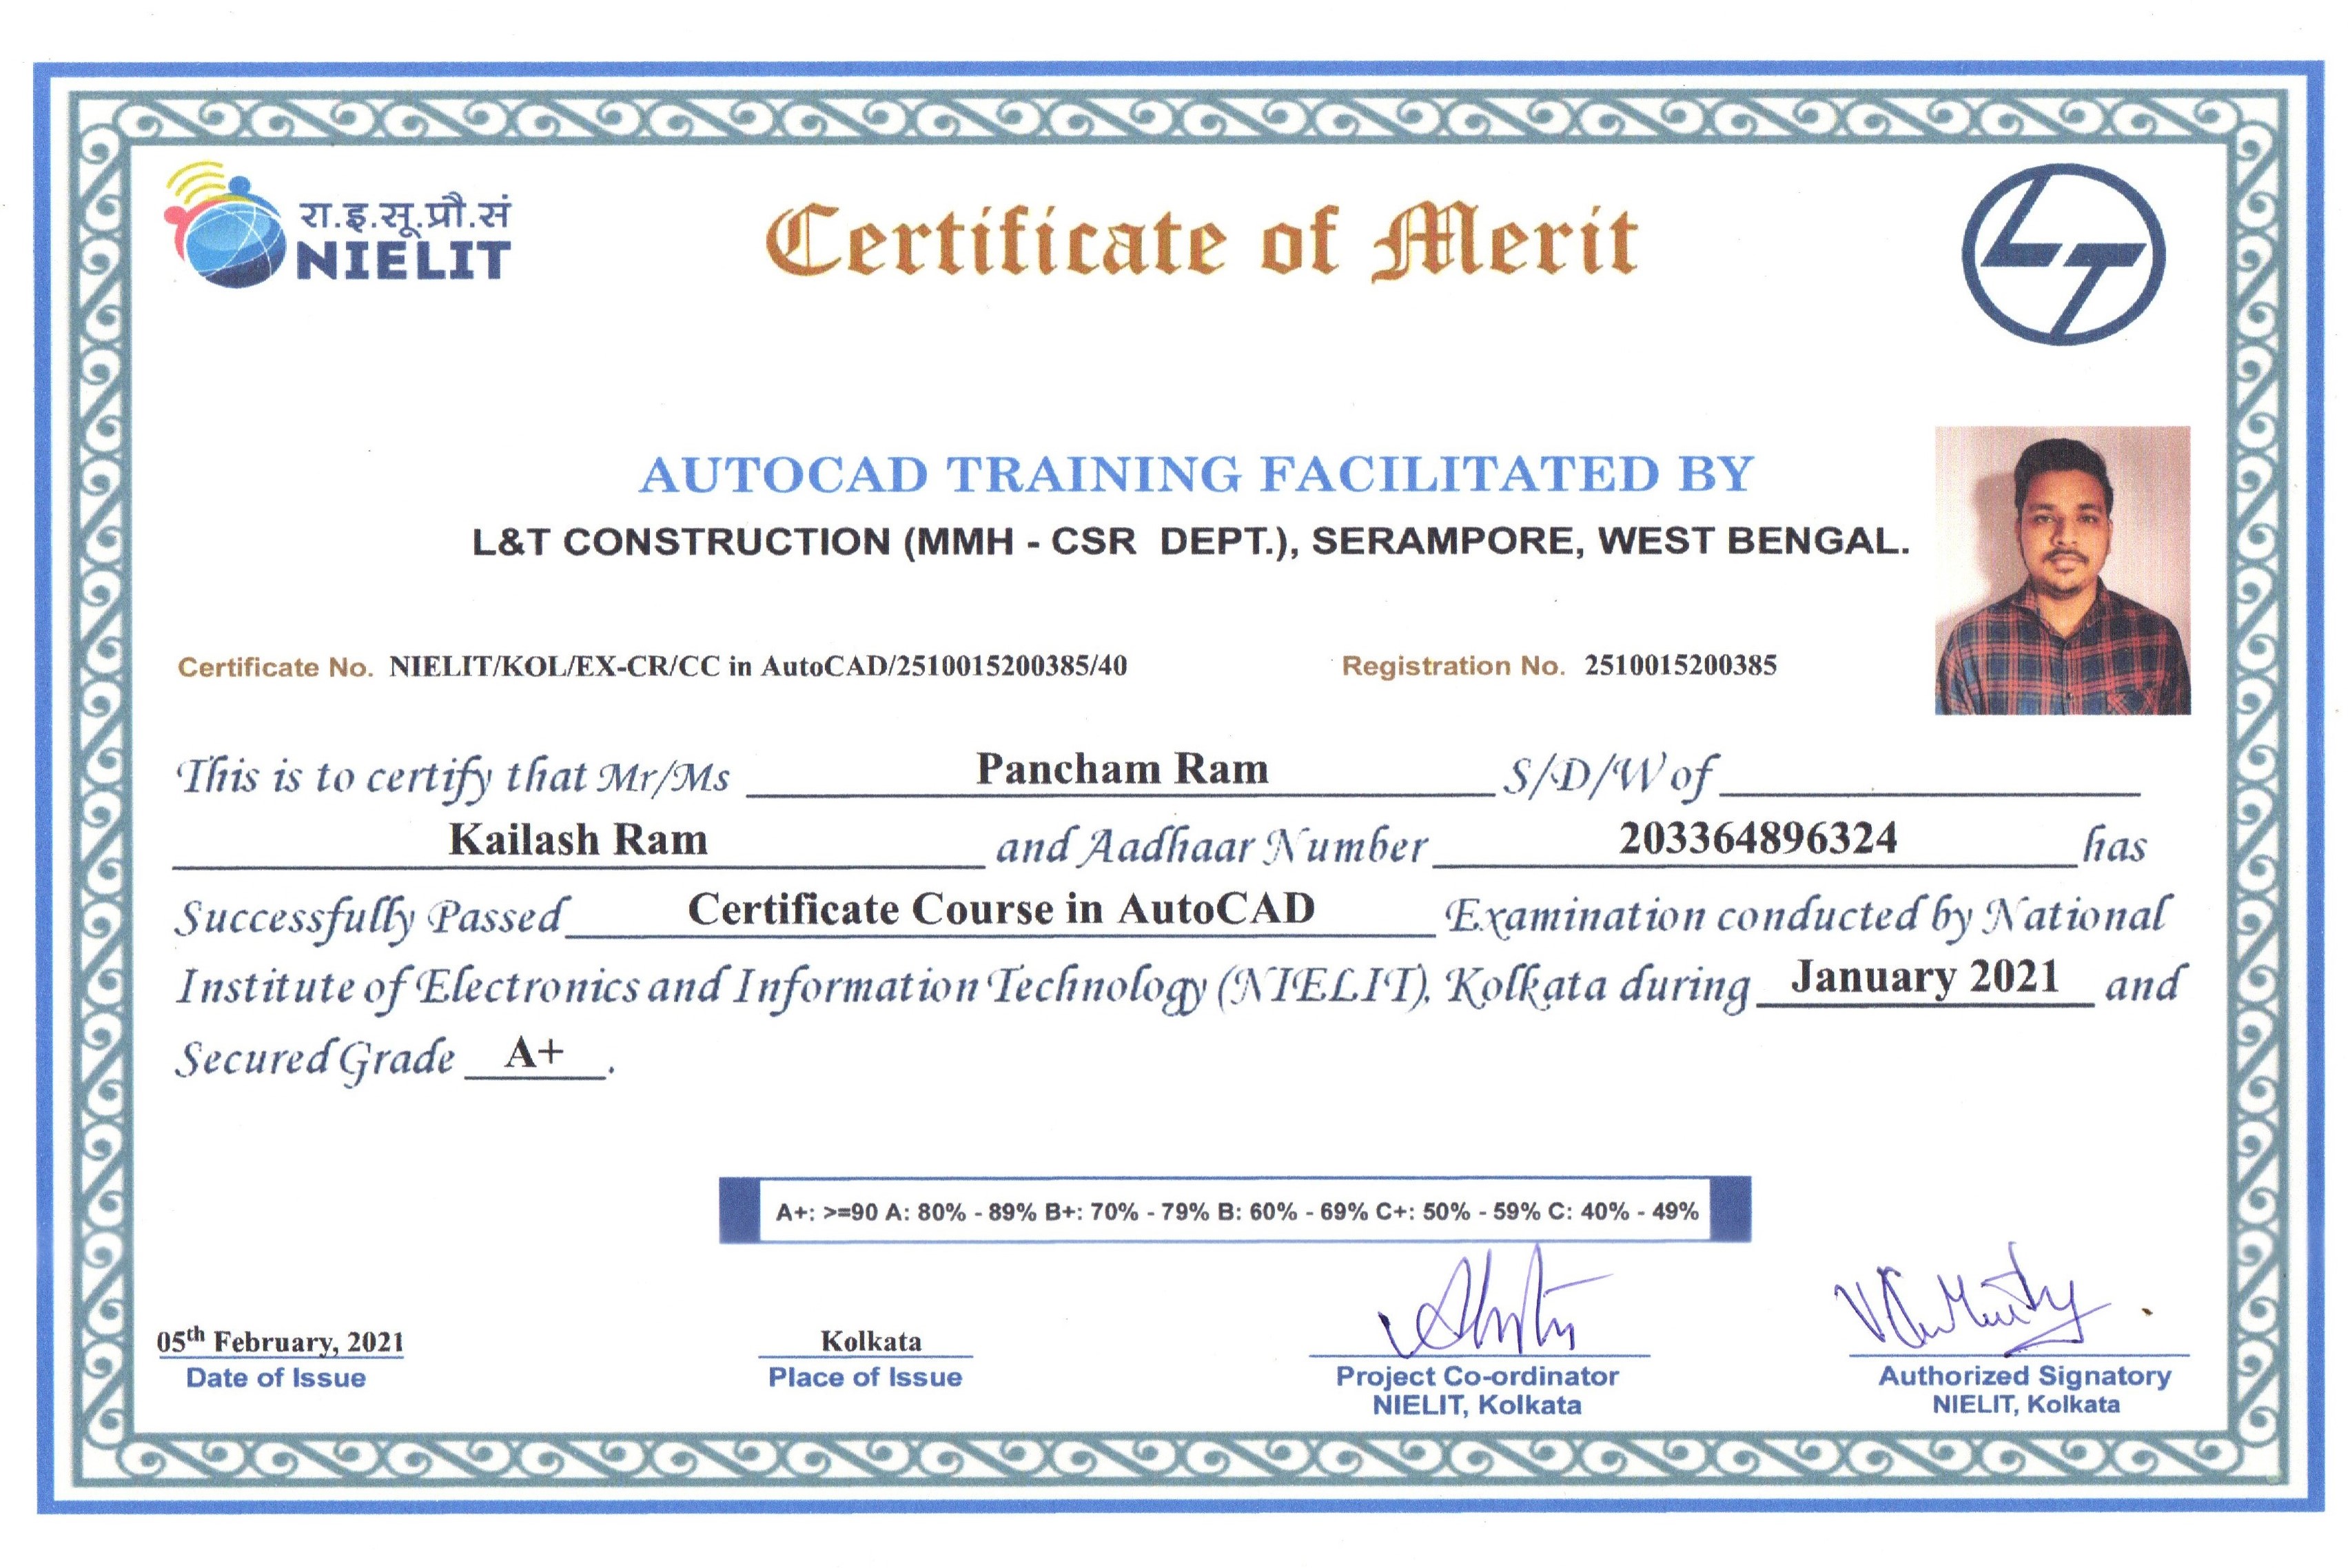 रा.इ.सू.प्रौ.सं
NIELIT
Certificate of Merit
LT
AUTOCAD TRAINING FACILITATED BY
L&T CONSTRUCTION (MMH - CSR DEPT.), SERAMPORE, WEST BENGAL.
Certificate No. NIELIT/KOL/EX-CR/CC in AutoCAD/2510015200385/40 Registration No. 2510015200385
This is to certify that Mr/Ms Pancham Ram S/D/W of
Kailash Ram and Aadhaar Number 203364896324 has
Successfully Passed Certificate Course in AutoCAD Examination conducted by National
Institute of Electronics and Information Technology (NIELIT), Kolkata during January 2021 and
Secured Grade A+.
A+: >=90 A: 80% - 89% B+: 70% - 79% B: 60% - 69% C+: 50% - 59% C: 40% - 49%
05th February, 2021 Kolkata
Date of Issue Place of Issue Project Co-ordinator Authorized Signatory
NIELIT, Kolkata NIELIT, Kolkata